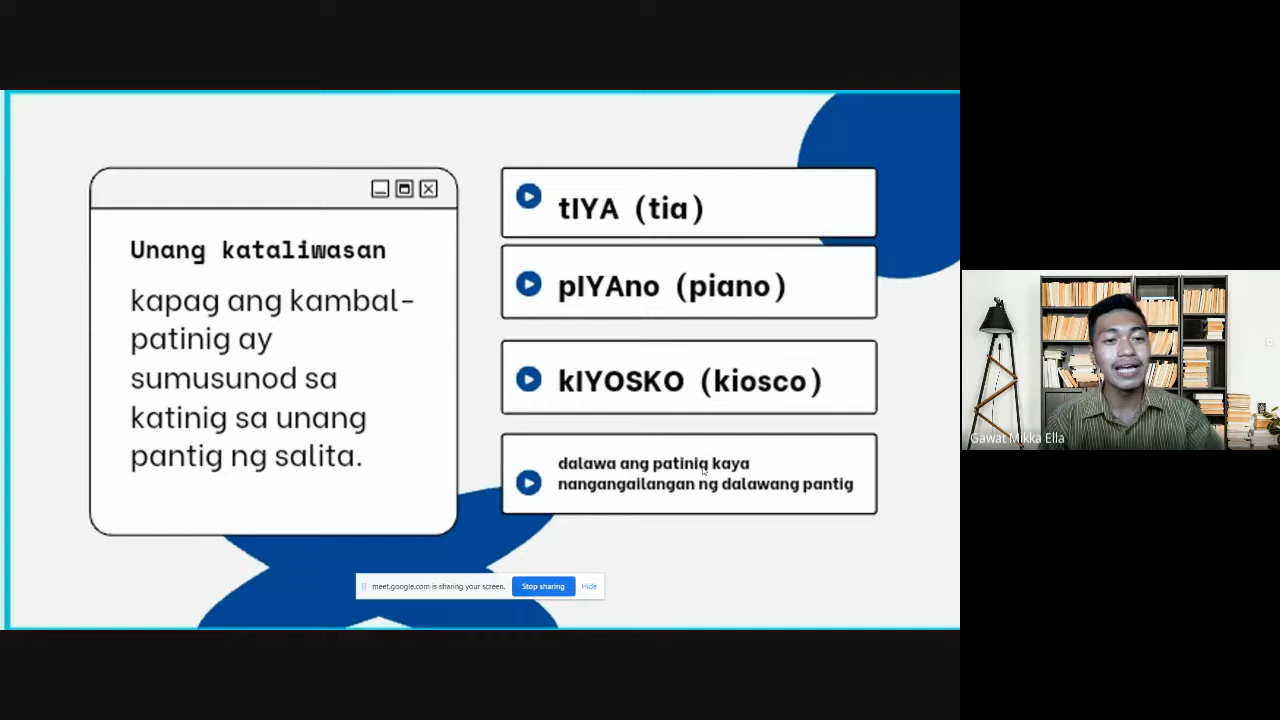 Unang kataliwasan
kapag ang kambal-
patinig ay
sumusunod sa
katinig sa unang
pantig ng salita.
tIYA (tia)
pIYAno (piano)
kIYOSKO (kiosco)
dalawa ang patinig kaya
nangangailangan ng dalawang pantig
meet.google.com is sharing your screen. Stop sharing Hide
Gawat Mikka Ella